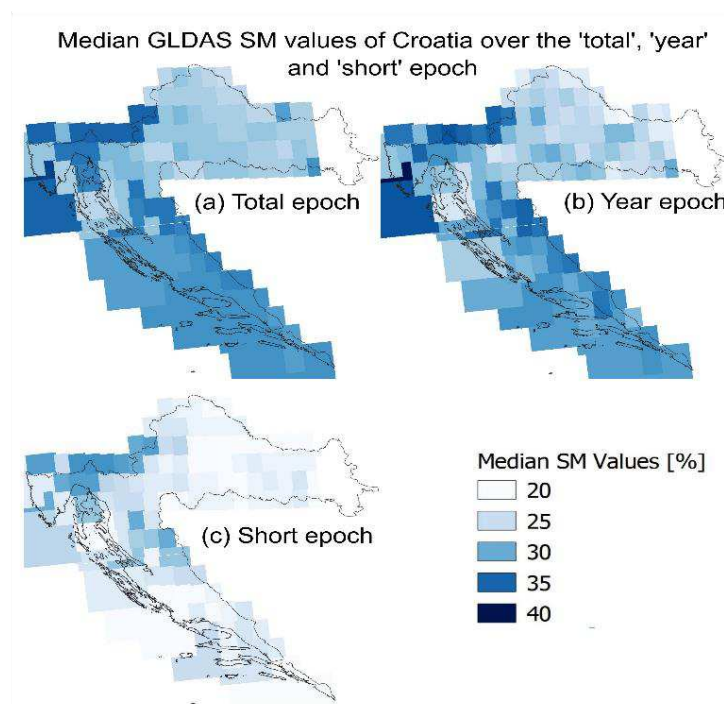 Median GLDAS SM values of Croatia over the 'total', 'year'
and 'short' epoch
(a) Total epoch
(b) Year epoch
(c) Short epoch
Median SM Values [%]
20
25
30
35
40